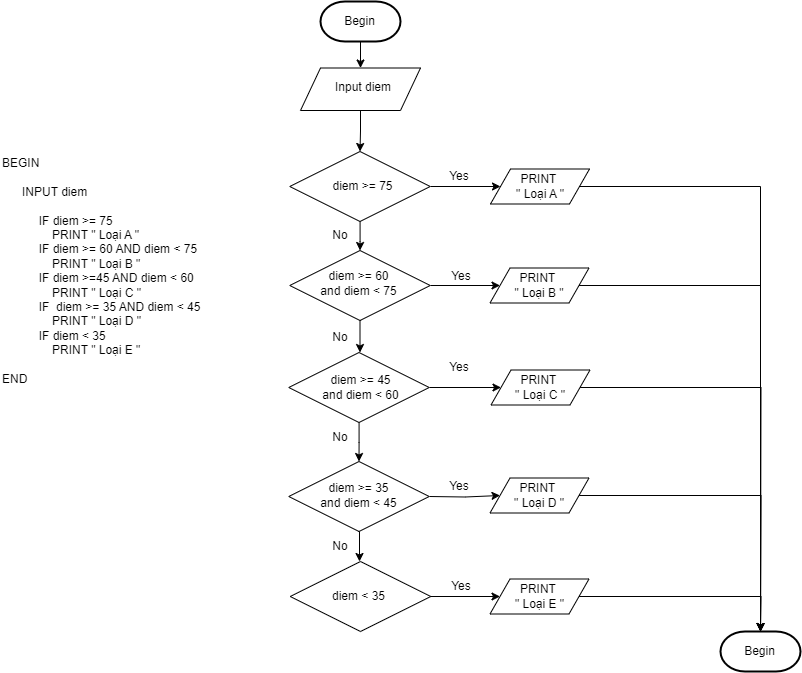 BEGIN
INPUT diem
IF diem >= 75
PRINT " Loại A "
IF diem >= 60 AND diem < 75
PRINT " Loại B "
IF diem >=45 AND diem < 60
PRINT " Loại C "
IF diem >= 35 AND diem < 45
PRINT " Loại D "
IF diem < 35
PRINT " Loại E "
END
Begin
Input diem
diem >= 75
Yes
PRINT
" Loại A "
No
diem >= 60
and diem < 75
Yes
PRINT
" Loại B "
No
diem >= 45
and diem < 60
Yes
PRINT
" Loại C "
No
diem >= 35
and diem < 45
Yes
PRINT
" Loại D "
No
diem < 35
Yes
PRINT
" Loại E "
Begin